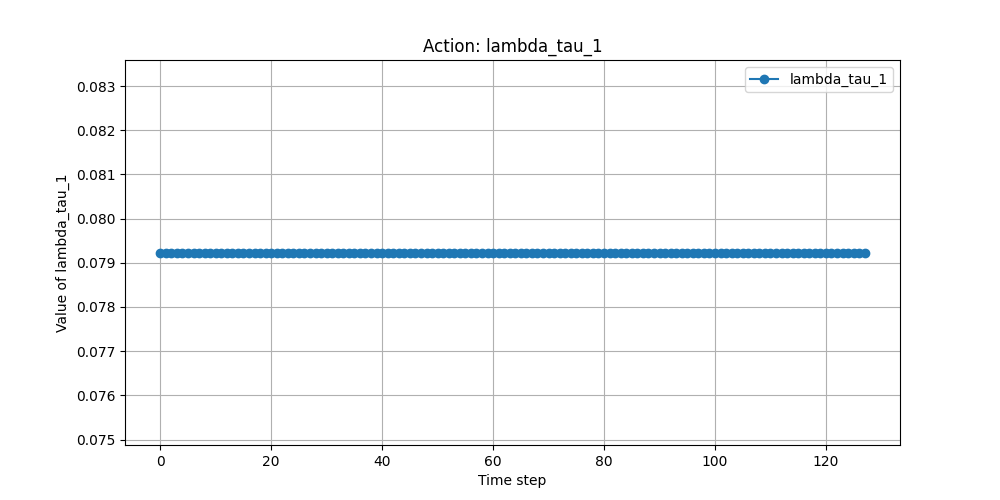 Action: lambda_tau_1
lambda_tau_1
Value of lambda_tau_1
0.083
0.082
0.081
0.080
0.079
0.078
0.077
0.076
0.075
0 20 40 60 80 100 120
Time step